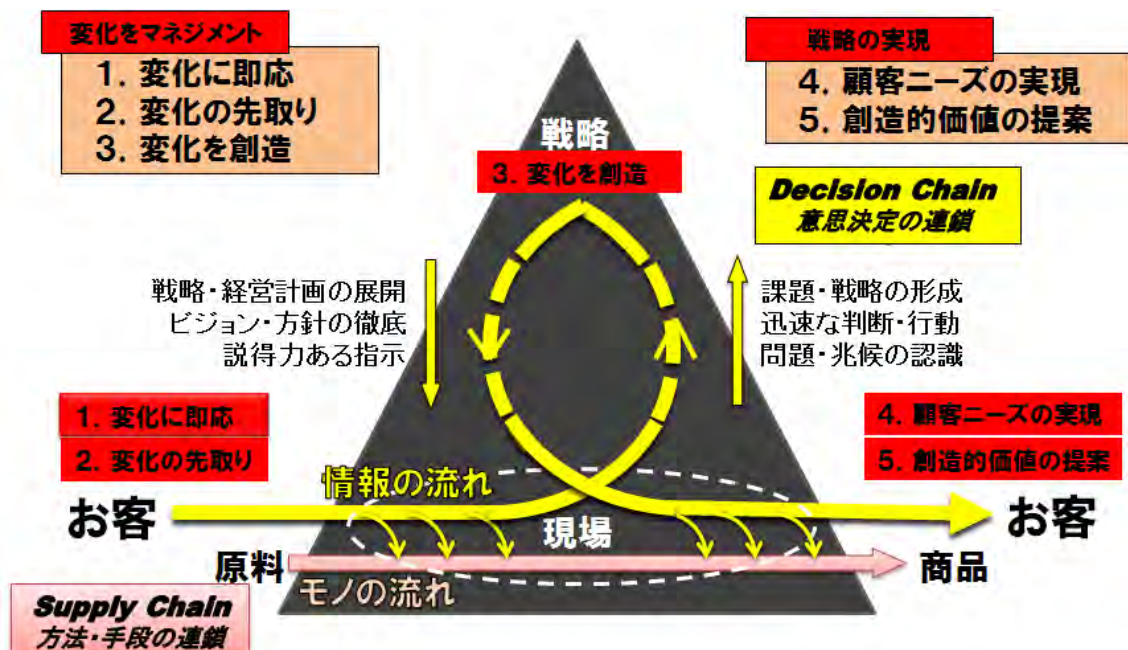 変化をマネジメント
1. 変化に即応
2. 変化の先取り
3. 変化を創造
戦略の実現
4. 顧客ニーズの実現
5. 創造的価値の提案
戦略
3. 変化を創造
Decision Chain
意思決定の連鎖
戦略・経営計画の展開
ビジョン・方針の徹底
説得力ある指示
課題・戦略の形成
迅速な判断・行動
問題・兆候の認識
1. 変化に即応
2. 変化の先取り
4. 顧客ニーズの実現
5. 創造的価値の提案
情報の流れ
お客
現場
お客
原料
商品
モノの流れ
Supply Chain
方法・手段の連鎖